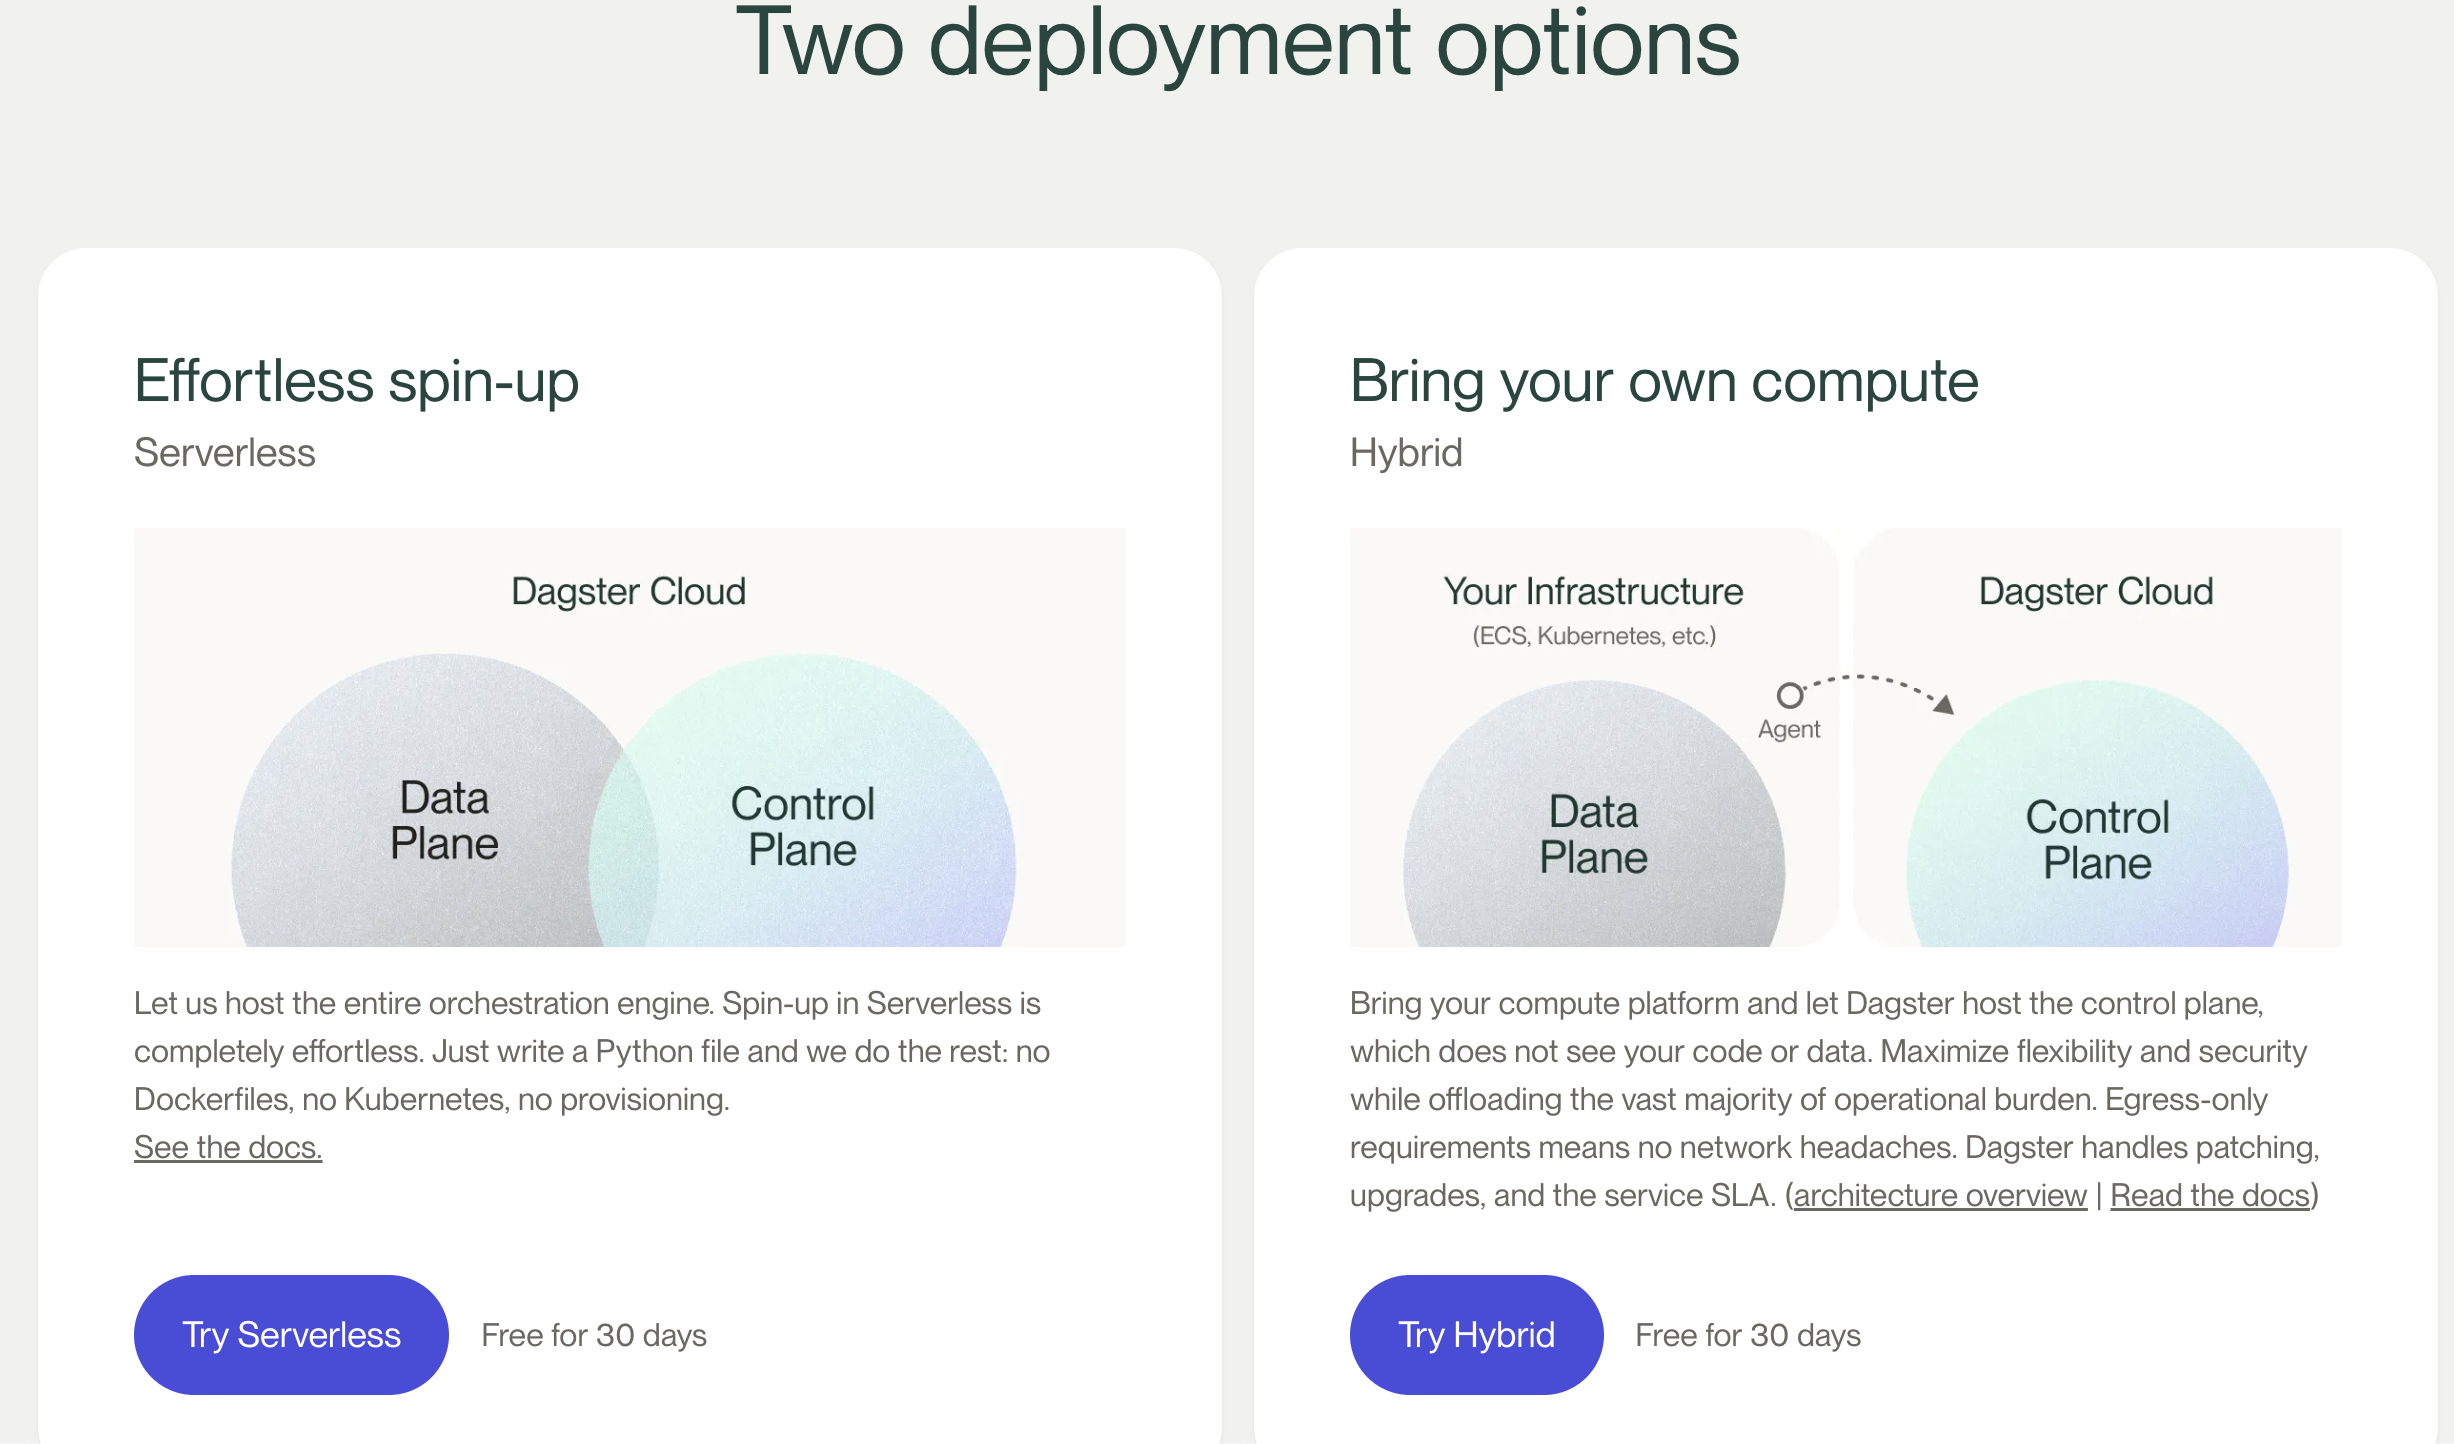 Two deployment options
Effortless spin-up
Serverless
Dagster Cloud
Data
Plane
Control
Plane
Let us host the entire orchestration engine. Spin-up in Serverless is
completely effortless. Just write a Python file and we do the rest: no
Dockerfiles, no Kubernetes, no provisioning.
See the docs.
Try Serverless
Free for 30 days
Bring your own compute
Hybrid
Your Infrastructure
(ECS, Kubernetes, etc.)
Agent
Data
Plane
Dagster Cloud
Control
Plane
Bring your compute platform and let Dagster host the control plane,
which does not see your code or data. Maximize flexibility and security
while offloading the vast majority of operational burden. Egress-only
requirements means no network headaches. Dagster handles patching,
upgrades, and the service SLA. (architecture overview | Read the docs)
Try Hybrid
Free for 30 days